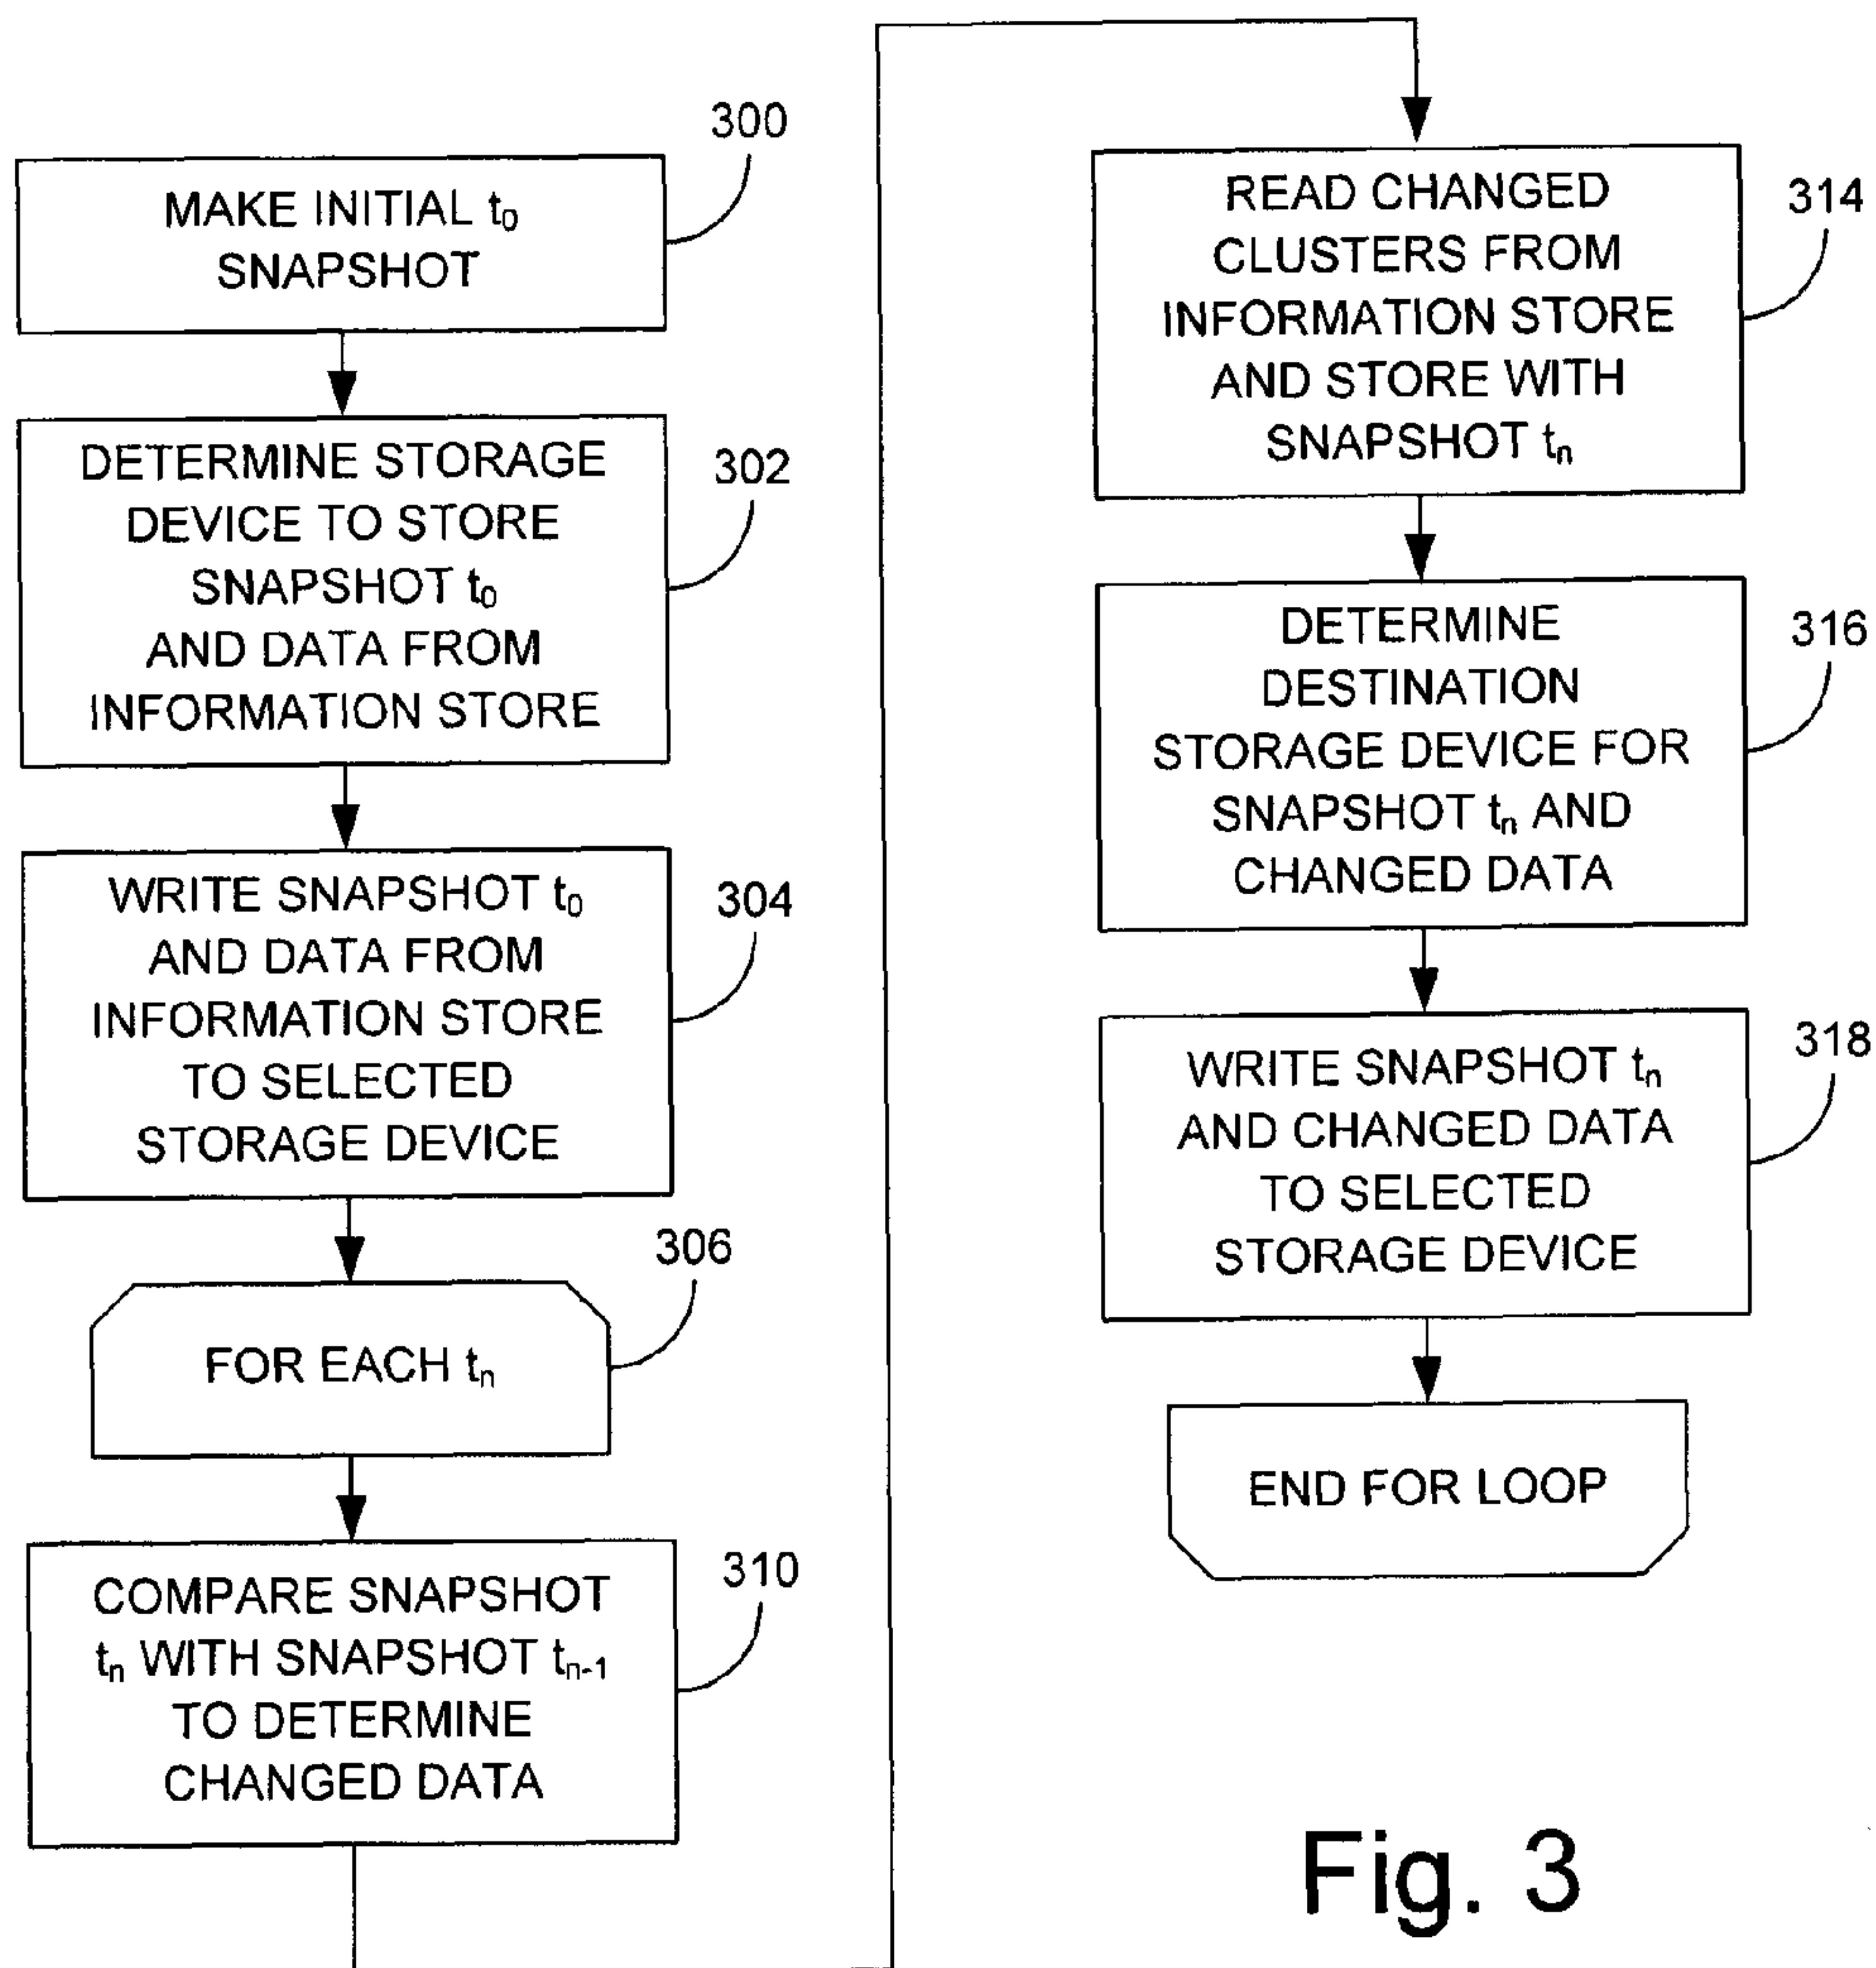 300
MAKE INITIAL t0
SNAPSHOT
302
DETERMINE STORAGE
DEVICE TO STORE
SNAPSHOT t0
AND DATA FROM
INFORMATION STORE
304
WRITE SNAPSHOT t0
AND DATA FROM
INFORMATION STORE
TO SELECTED
STORAGE DEVICE
306
FOR EACH tn
310
COMPARE SNAPSHOT
tn WITH SNAPSHOT tn-1
TO DETERMINE
CHANGED DATA
314
READ CHANGED
CLUSTERS FROM
INFORMATION STORE
AND STORE WITH
SNAPSHOT tn
316
DETERMINE
DESTINATION
STORAGE DEVICE FOR
SNAPSHOT tn AND
CHANGED DATA
318
WRITE SNAPSHOT tn
AND CHANGED DATA
TO SELECTED
STORAGE DEVICE
END FOR LOOP
Fig. 3